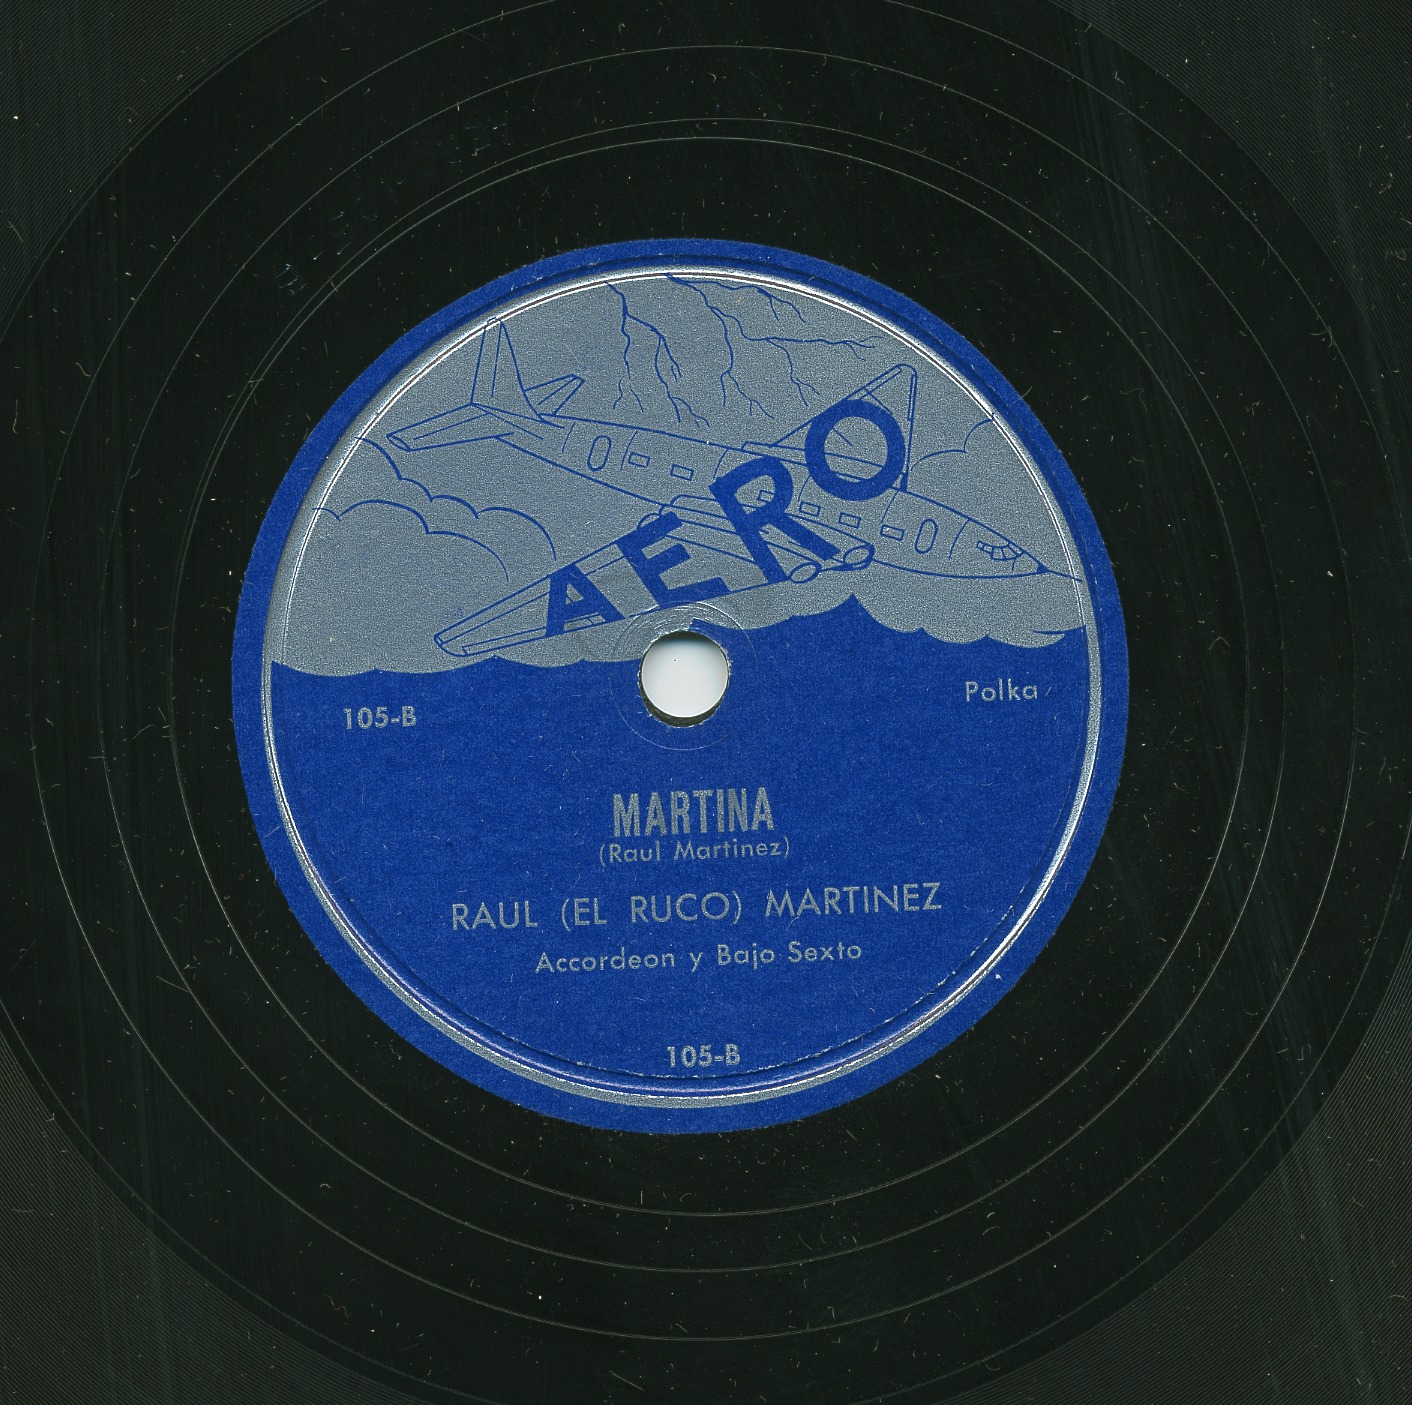 AERO
105-B
Polka
MARTINA
(Raul Martinez)
RAUL (EL RUCO) MARTINEZ
Accordeon y Bajo Sexto
105-B